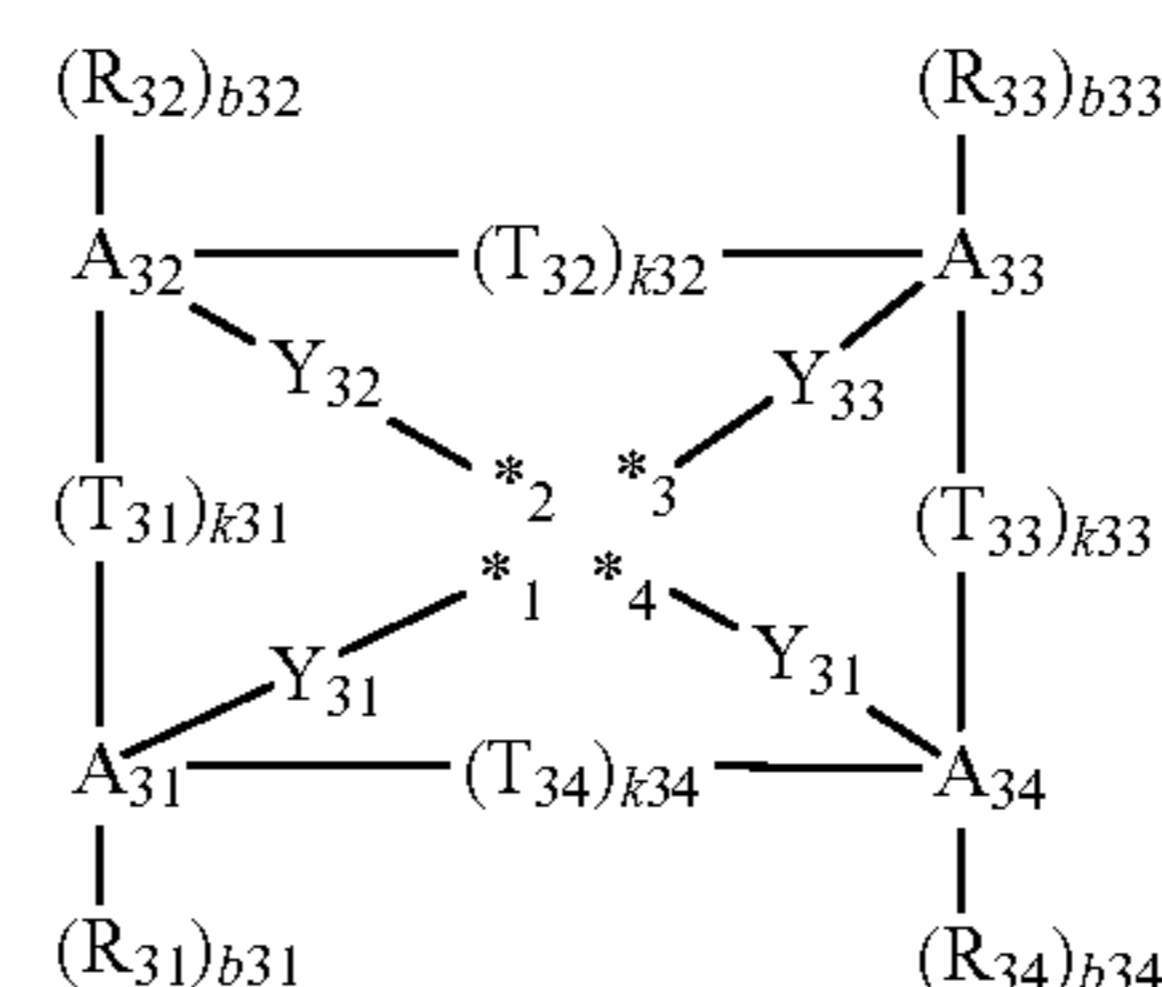 (R32)b32 (R33)b33
A32 (T32)k32 A33
Y32 Y33
*2 *3
(T31)k31 (T33)k33
*1 *4
Y31 Y31
A31 (T34)k34 A34
(R31)b31 (R34)b34